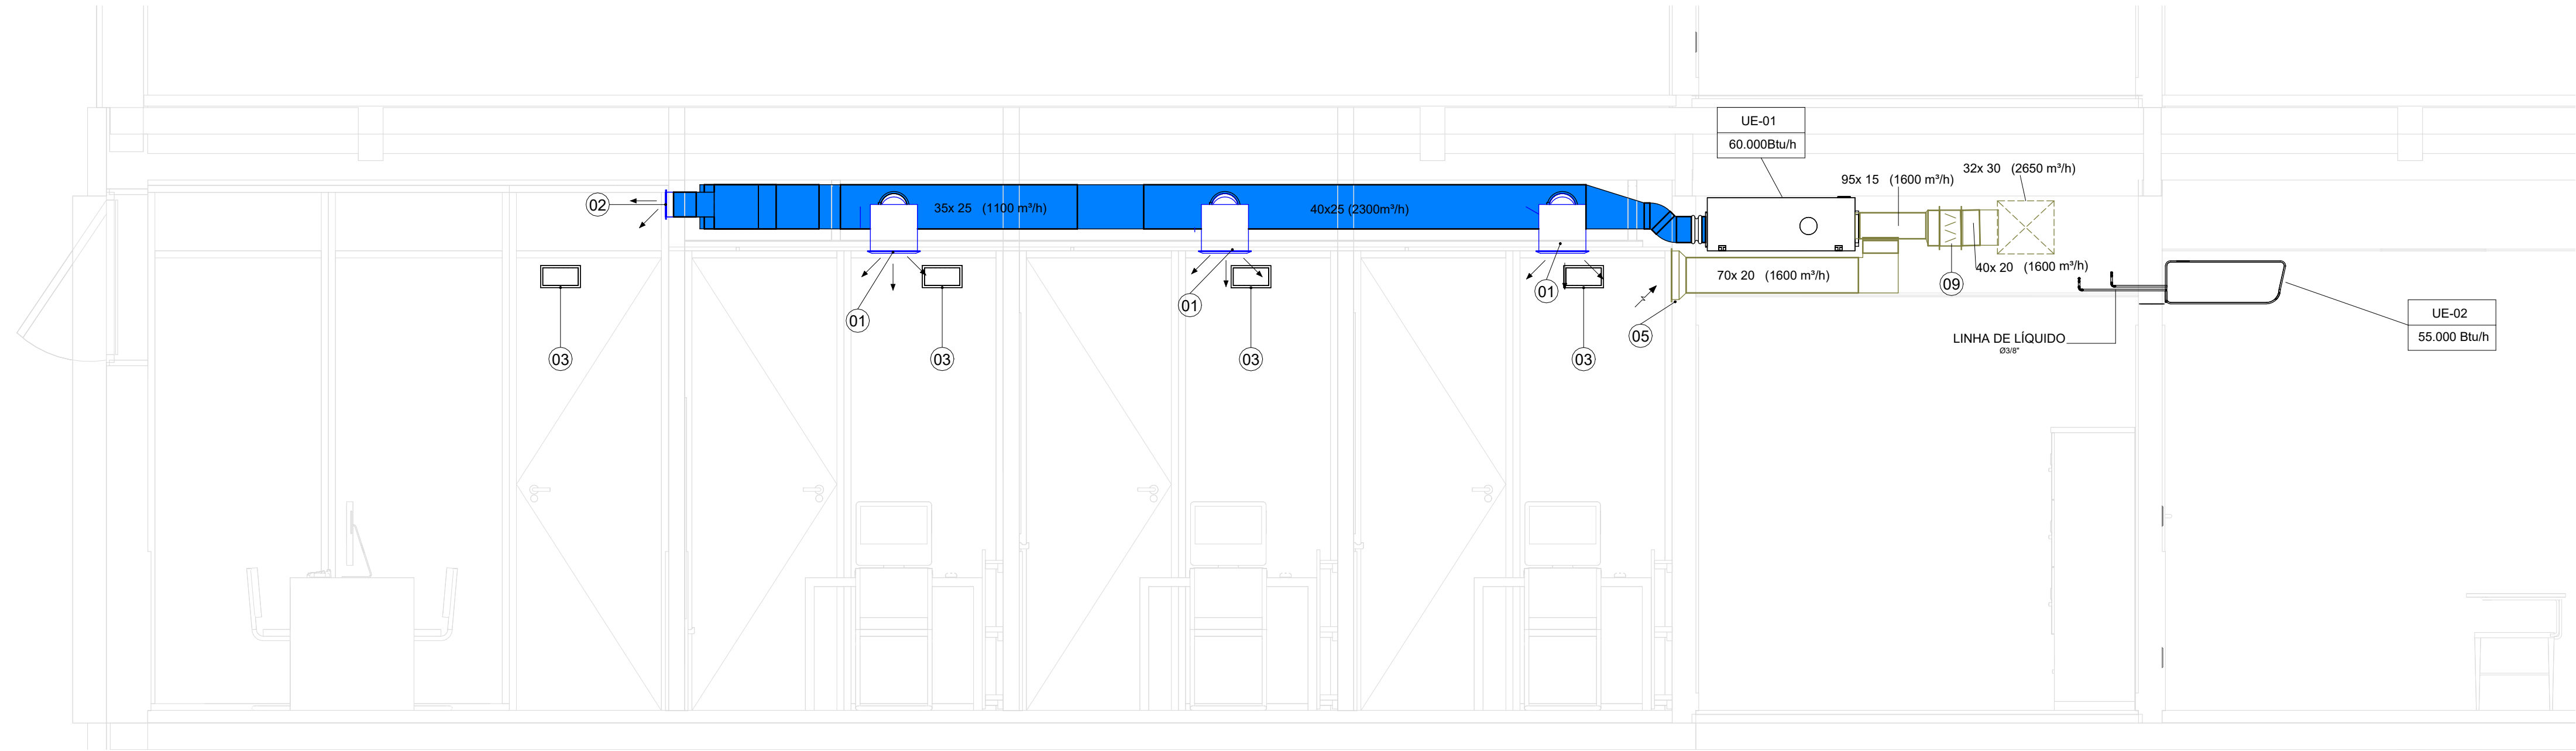 UE-01
60.000Btu/h
32x 30 (2650 m³/h)
95x 15 (1600 m³/h)
02
35x 25 (1100 m³/h)
40x25 (2300m³/h)
40x 20 (1600 m³/h)
70x 20 (1600 m³/h)
09
01
01
01
05
UE-02
55.000 Btu/h
LINHA DE LÍQUIDO
Ø3/8"
03
03
03
03